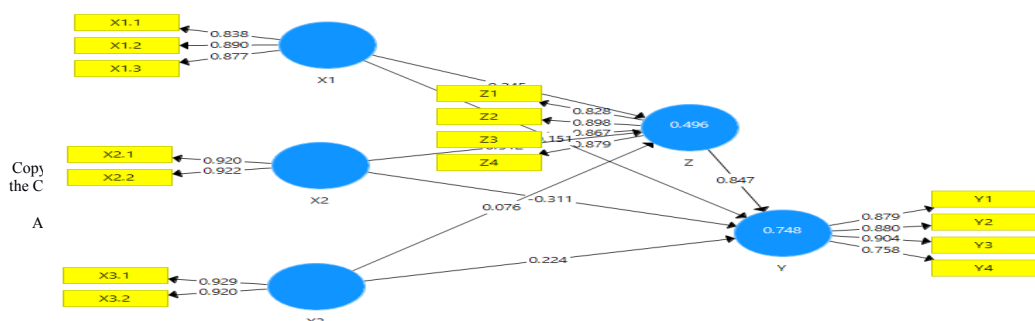 X1.1
X1.2
X1.3
0.838
0.890
0.877
X1
Z1
Z2
Z3
Z4
0.828
0.898
0.867
0.879
0.496
Z
X2.1
X2.2
0.920
0.922
X2
Copy
the C
A
0.076
-0.311
0.847
0.748
Y
0.879
0.880
0.904
0.758
Y1
Y2
Y3
Y4
0.224
X3.1
X3.2
0.929
0.920